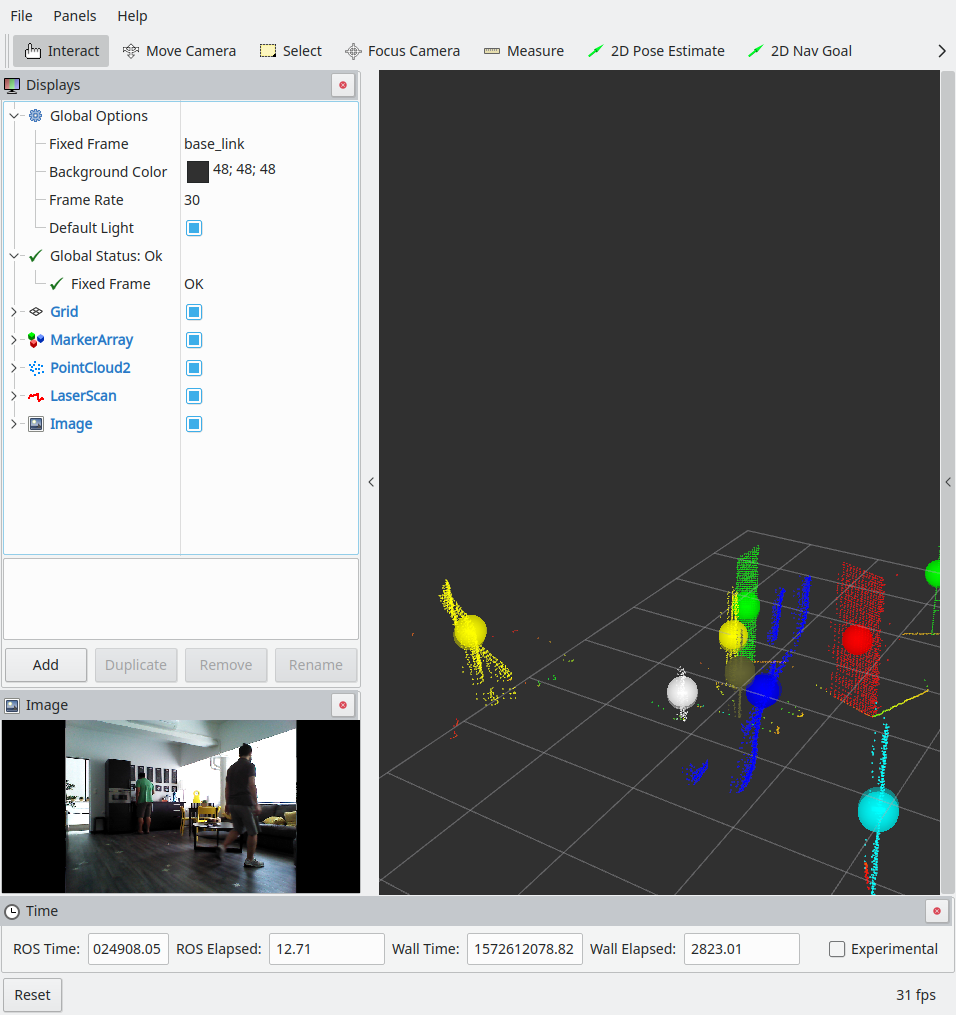 File Panels Help
Interact Move Camera Select Focus Camera Measure 2D Pose Estimate 2D Nav Goal
Displays
Global Options
Fixed Frame base_link
Background Color 48; 48; 48
Frame Rate 30
Default Light
Global Status: Ok
Fixed Frame OK
Grid
MarkerArray
PointCloud2
LaserScan
Image
Add Duplicate Remove Rename
Image
Time
ROS Time: 024908.05 ROS Elapsed: 12.71 Wall Time: 1572612078.82 Wall Elapsed: 2823.01 Experimental
Reset 31 fps